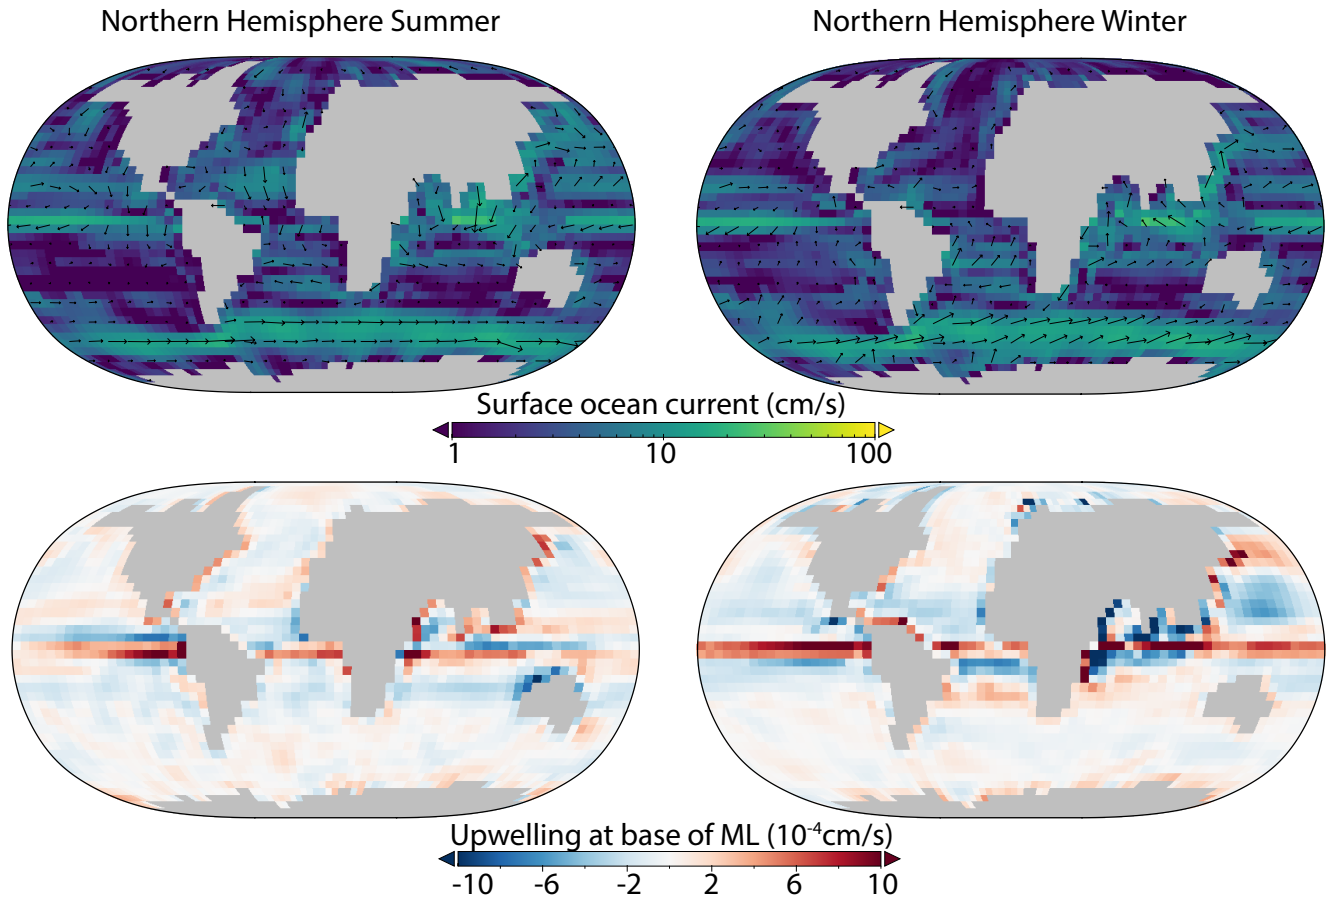 Northern Hemisphere Summer
Northern Hemisphere Winter
Surface ocean current (cm/s)
1 10 100
Upwelling at base of ML (10⁻⁴cm/s)
-10 -6 -2 2 6 10